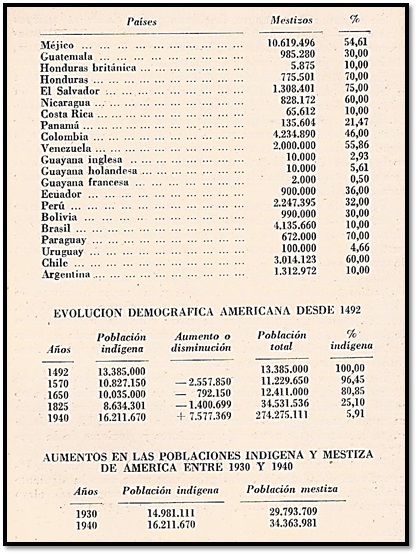 Países Mestizos %
Méjico ... ... ... ... ... ... ... ... ... ... 10.619.496 54,61
Guatemala ... ... ... ... ... ... ... ... ... 985.280 30,00
Honduras británica ... ... ... ... ... ... 5.875 10,00
Honduras ... ... ... ... ... ... ... ... ... 775.501 70,00
El Salvador ... ... ... ... ... ... ... ... 1.308.401 75,00
Nicaragua ... ... ... ... ... ... ... ... ... 828.172 60,00
Costa Rica ... ... ... ... ... ... ... ... ... 65.612 10,00
Panamá ... ... ... ... ... ... ... ... ... ... 135.604 21,47
Colombia ... ... ... ... ... ... ... ... ... 4.234.890 46,00
Venezuela ... ... ... ... ... ... ... ... ... 2.000.000 55,86
Guayana inglesa ... ... ... ... ... ... ... 10.000 2,93
Guayana holandesa ... ... ... ... ... ... 10.000 5,61
Guayana francesa ... ... ... ... ... ... ... 2.000 0,50
Ecuador ... ... ... ... ... ... ... ... ... 900.000 36,00
Perú ... ... ... ... ... ... ... ... ... ... 2.247.395 32,00
Bolivia ... ... ... ... ... ... ... ... ... 990.000 30,00
Brasil ... ... ... ... ... ... ... ... ... ... 4.135.660 10,00
Paraguay ... ... ... ... ... ... ... ... ... 672.000 70,00
Uruguay ... ... ... ... ... ... ... ... ... 100.000 4,66
Chile ... ... ... ... ... ... ... ... ... ... 3.014.123 60,00
Argentina ... ... ... ... ... ... ... ... ... 1.312.972 10,00
EVOLUCION DEMOGRAFICA AMERICANA DESDE 1492
Años Población indígena Aumento o disminución Población total % indígena
1492 13.385.000 13.385.000 100,00
1570 10.827.150 — 2.557.850 11.229.650 96,45
1650 10.035.000 — 792.150 12.411.000 80,85
1825 8.634.301 — 1.400.699 34.531.536 25,10
1940 16.211.670 + 7.577.369 274.275.111 5,91
AUMENTOS EN LAS POBLACIONES INDIGENA Y MESTIZA
DE AMERICA ENTRE 1930 Y 1940
Años Población indígena Población mestiza
1930 14.981.111 29.793.709
1940 16.211.670 34.363.981